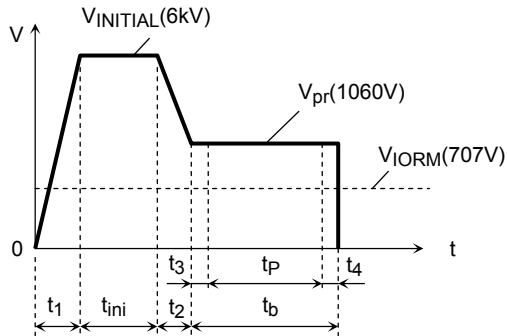 VINITIAL(6kV)
V
Vpr(1060V)
VIORM(707V)
0
t
t3 tP t4
t1 tini t2 tb